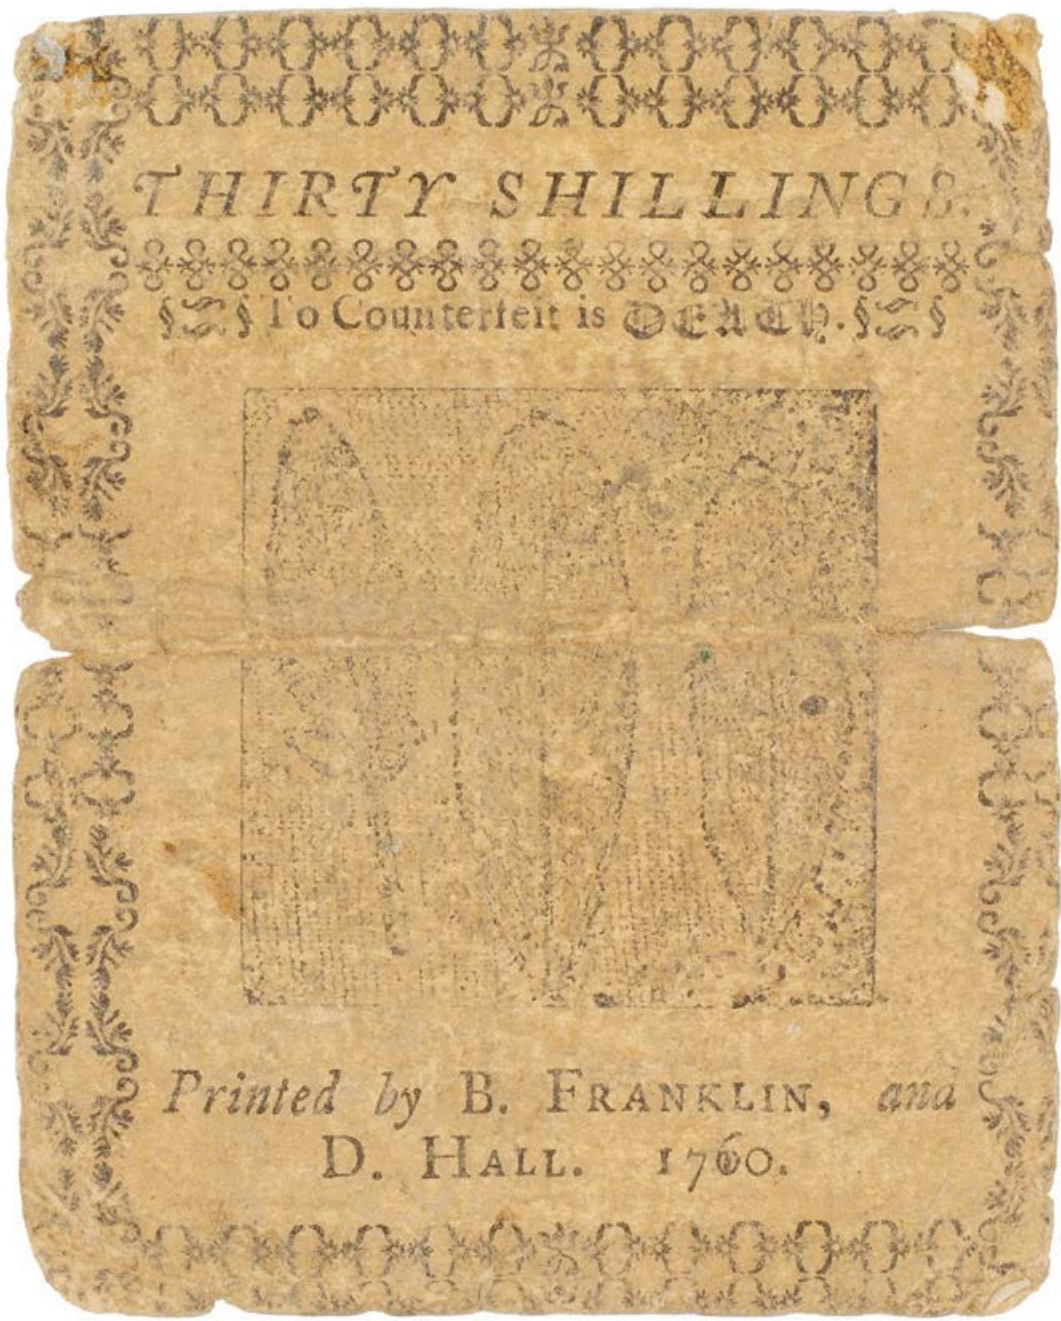 THIRTY SHILLINGS.
§§ To Counterfeit is DEATH. §§
Printed by B. FRANKLIN, and
D. HALL. 1760.